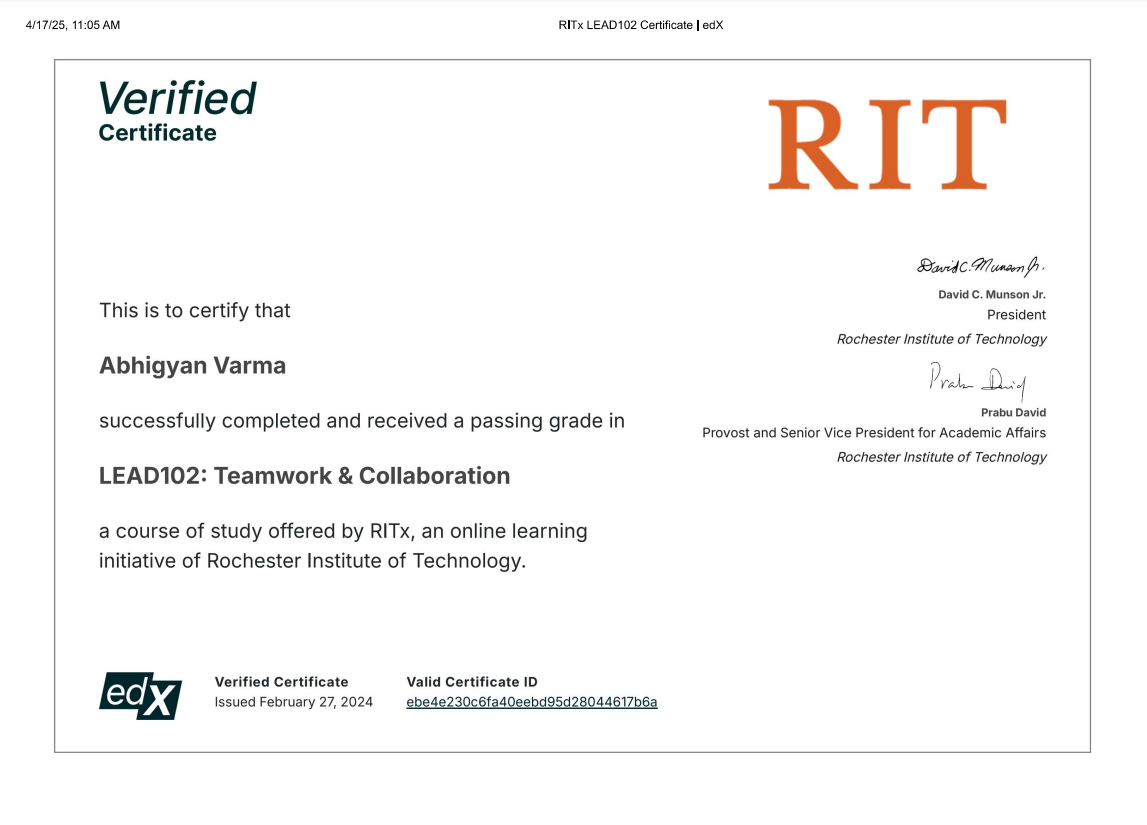 4/17/25, 11:05 AM
RITx LEAD102 Certificate | edX
Verified
Certificate
RIT
David C. Munson Jr.
David C. Munson Jr.
President
Rochester Institute of Technology
Prabu David
Prabu David
Provost and Senior Vice President for Academic Affairs
Rochester Institute of Technology
This is to certify that
Abhigyan Varma
successfully completed and received a passing grade in
LEAD102: Teamwork & Collaboration
a course of study offered by RITx, an online learning
initiative of Rochester Institute of Technology.
edX
Verified Certificate
Issued February 27, 2024
Valid Certificate ID
ebe4e230c6fa40eebd95d28044617b6a